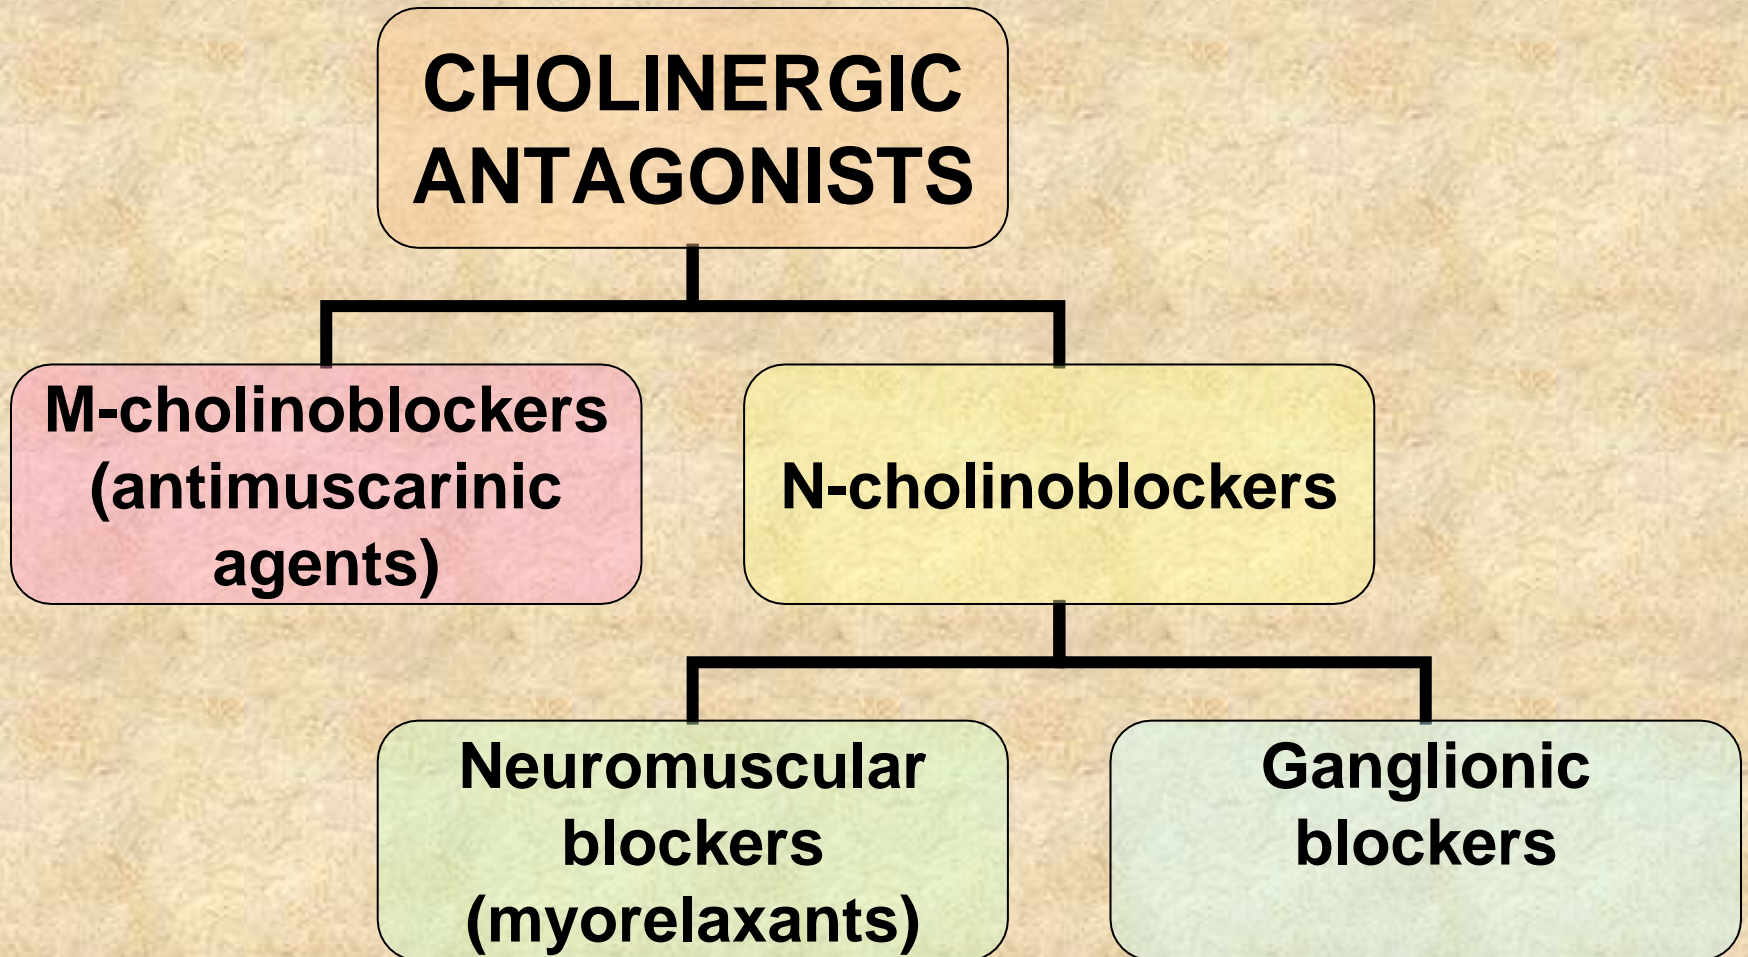 CHOLINERGIC
ANTAGONISTS
M-cholinoblockers
(antimuscarinic
agents)
N-cholinoblockers
Neuromuscular
blockers
(myorelaxants)
Ganglionic
blockers